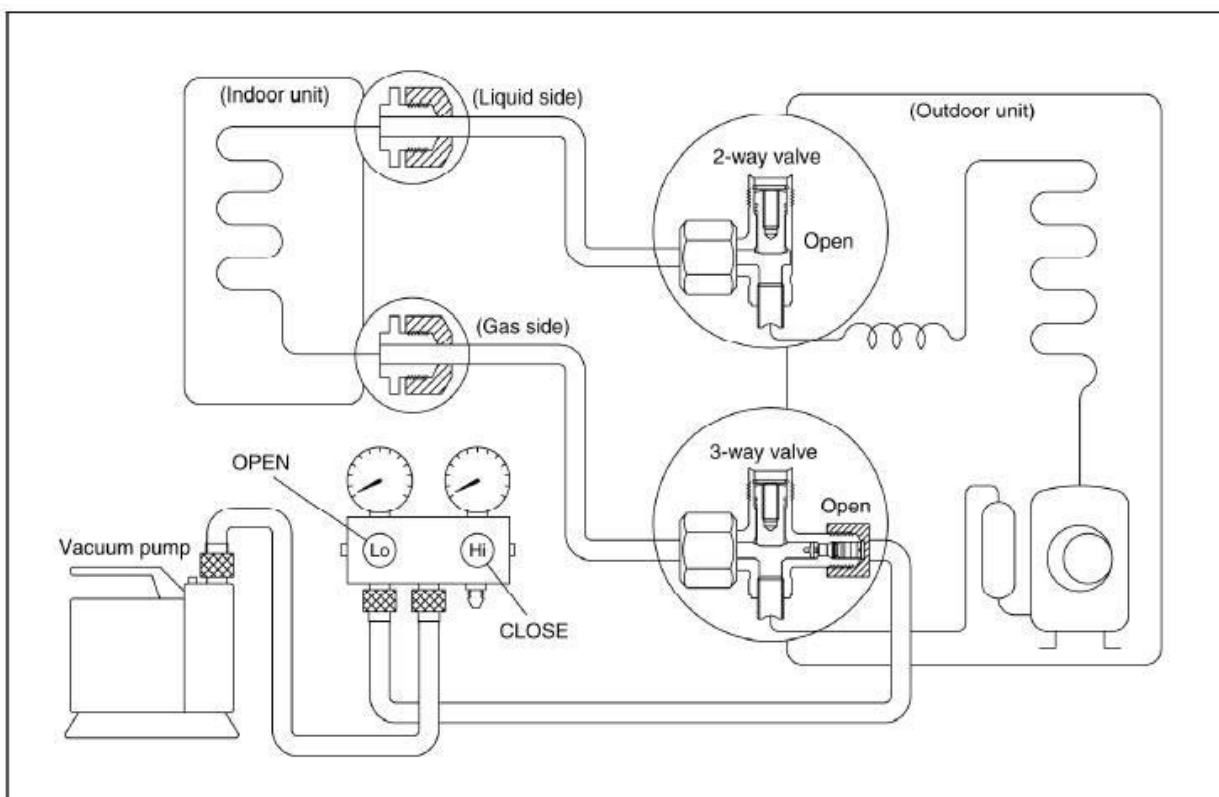 (Indoor unit)
(Liquid side)
(Outdoor unit)
2-way valve
Open
(Gas side)
3-way valve
Open
OPEN
Lo
Hi
Vacuum pump
CLOSE